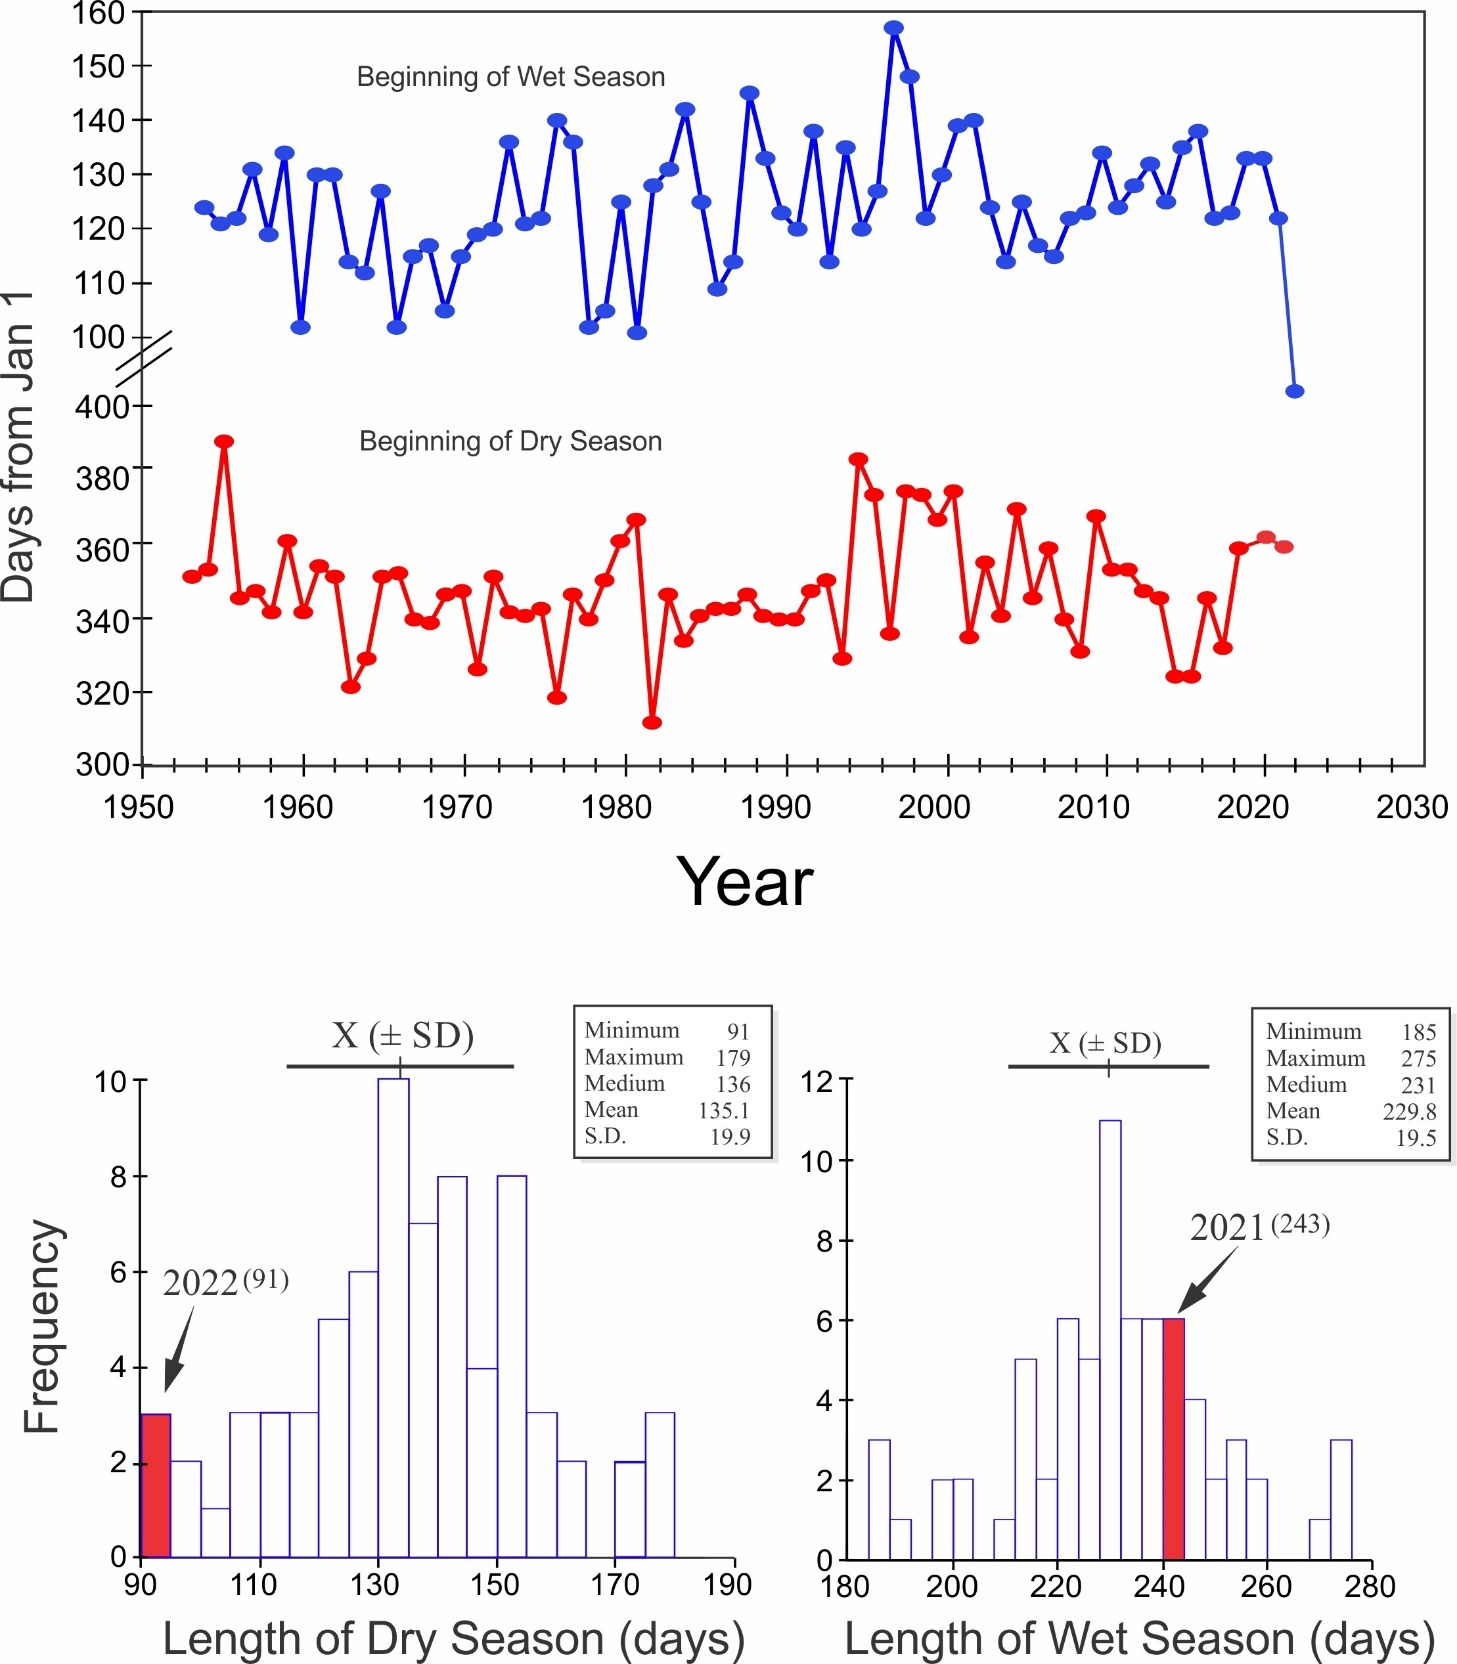 160
150
Beginning of Wet Season
140
130
120
110
100
Days from Jan 1
400
Beginning of Dry Season
380
360
340
320
300
1950 1960 1970 1980 1990 2000 2010 2020 2030
Year
X (± SD)
Minimum 91
Maximum 179
Medium 136
Mean 135.1
S.D. 19.9
10
8
6
4
2
0
2022 (91)
Frequency
90 110 130 150 170 190
Length of Dry Season (days)
X (± SD)
Minimum 185
Maximum 275
Medium 231
Mean 229.8
S.D. 19.5
12
10
8
6
4
2
0
2021 (243)
180 200 220 240 260 280
Length of Wet Season (days)